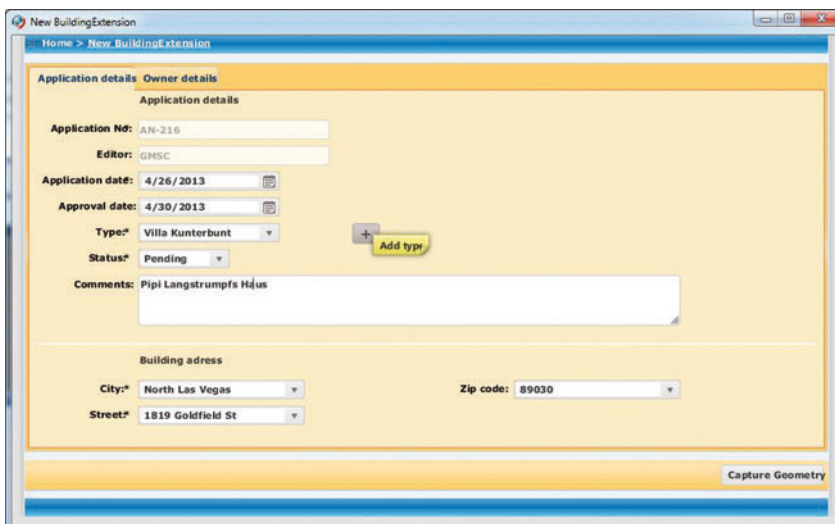 New BuildingExtension
Home > New BuildingExtension
Application details Owner details
Application details
Application No: AN-216
Editor: GMSC
Application date: 4/26/2013
Approval date: 4/30/2013
Type:* Villa Kunterbunt
+
Add type
Status:* Pending
Comments: Pipi Langstrumpfs Haus
Building adress
City:* North Las Vegas Zip code: 89030
Street:* 1819 Goldfield St
Capture Geometry